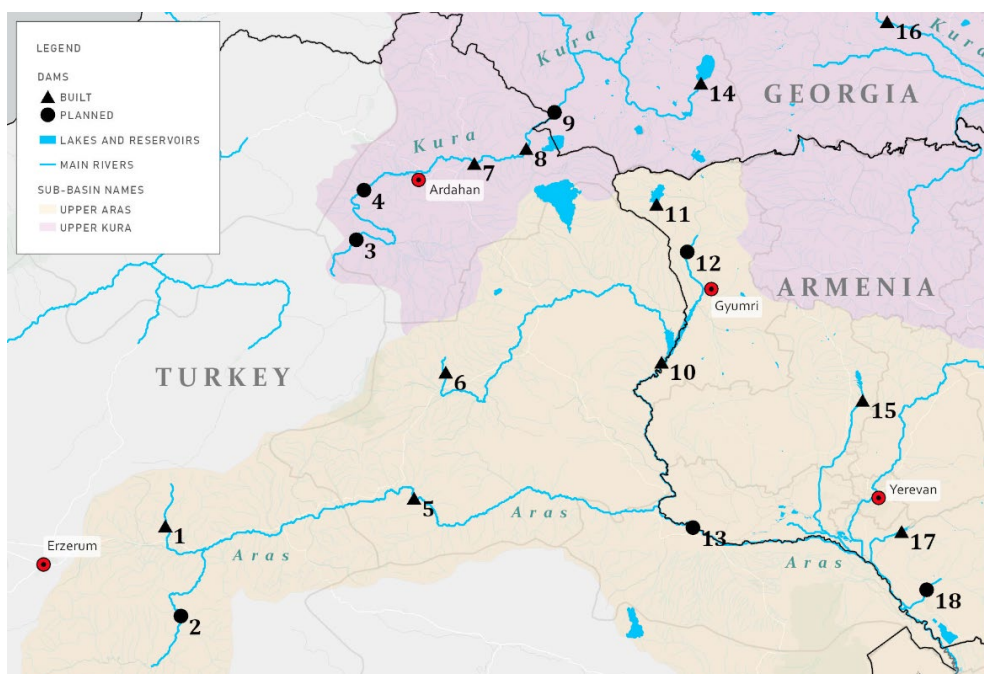 LEGEND
DAMS
BUILT
PLANNED
LAKES AND RESERVOIRS
MAIN RIVERS
SUB-BASIN NAMES
UPPER ARAS
UPPER KURA
16
Kura
Kura
14
GEORGIA
9
Kura
8
7
Ardahan
4
11
3
12
ARMENIA
Gyumri
TURKEY
6
10
15
5
Yerevan
Aras
1
13
17
Erzerum
Aras
Aras
18
2